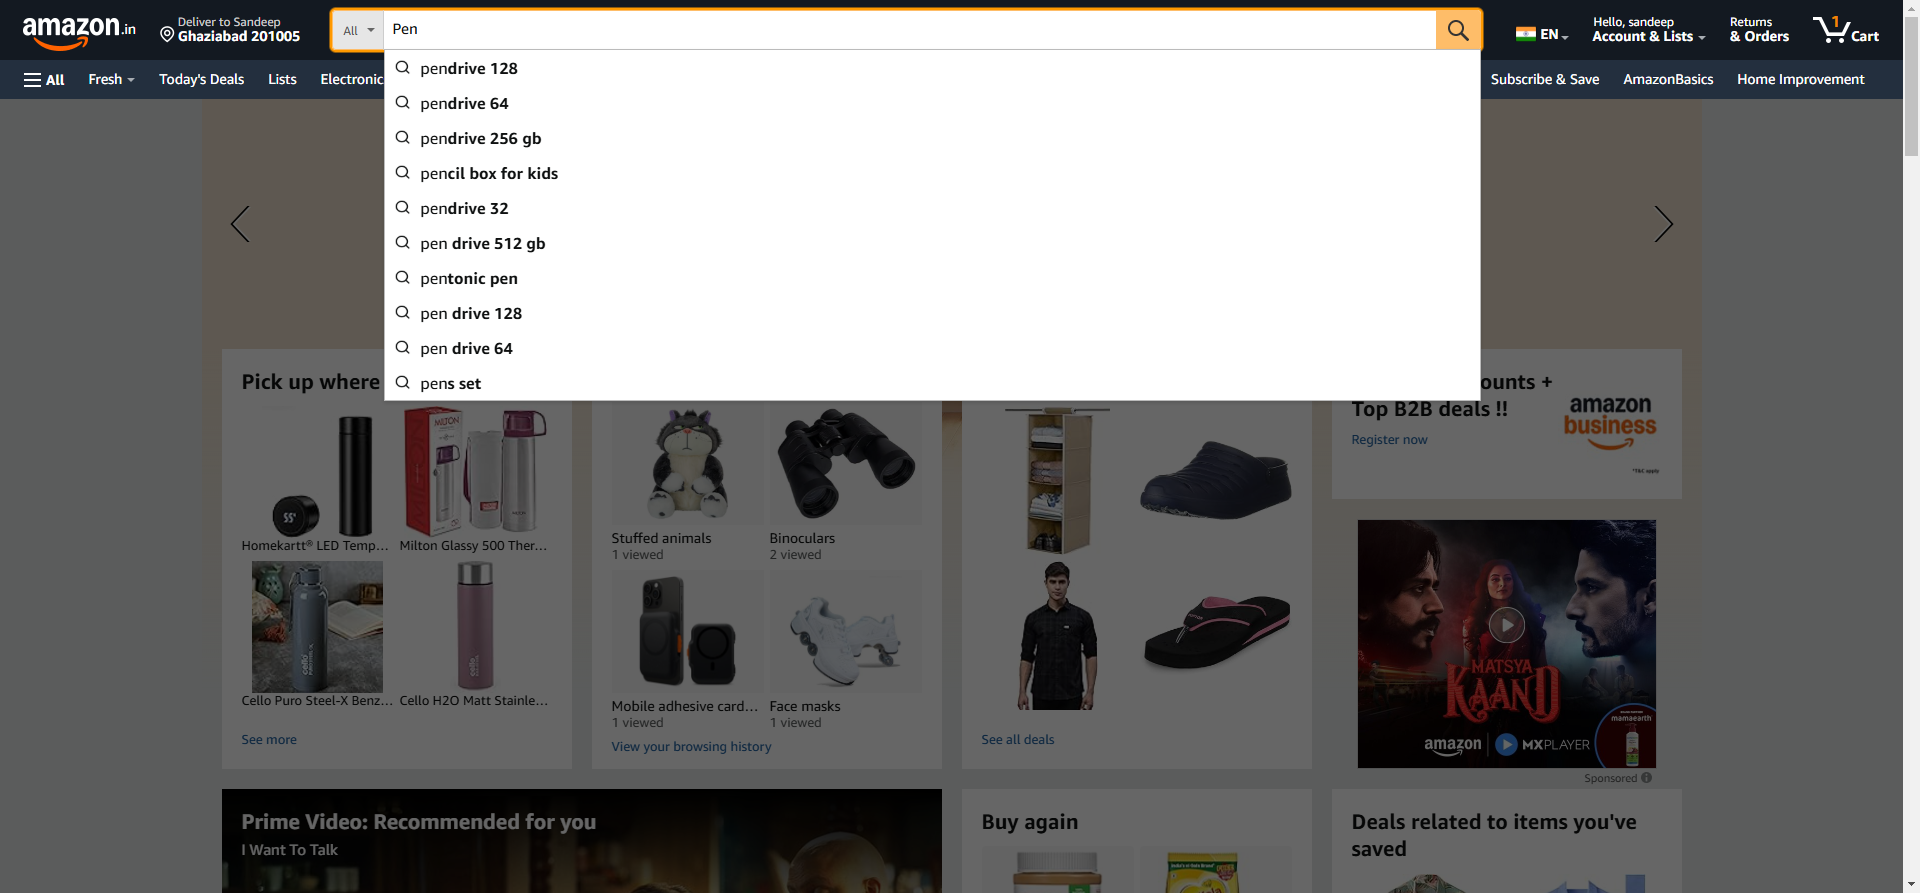 amazon.in
Deliver to Sandeep
Ghaziabad 201005
All
Pen
EN
Hello, sandeep
Account & Lists
Returns
& Orders
1
Cart
All
Fresh
Today's Deals
Lists
Electronic
Subscribe & Save
AmazonBasics
Home Improvement
pendrive 128
pendrive 64
pendrive 256 gb
pencil box for kids
pendrive 32
pen drive 512 gb
pentonic pen
pen drive 128
pen drive 64
pens set
Pick up where
MILTON
Homekartt® LED Temp...
Milton Glassy 500 Ther...
cello
Cello Puro Steel-X Benz...
Cello H2O Matt Stainle...
See more
Stuffed animals
1 viewed
Binoculars
2 viewed
Mobile adhesive card...
1 viewed
Face masks
1 viewed
View your browsing history
See all deals
ounts +
Top B2B deals !!
Register now
amazon
business
*T&C apply
MATSYA
KAAND
amazon
MXPLAYER
mamaearth
Sponsored
Prime Video: Recommended for you
I Want To Talk
Buy again
Deals related to items you've
saved